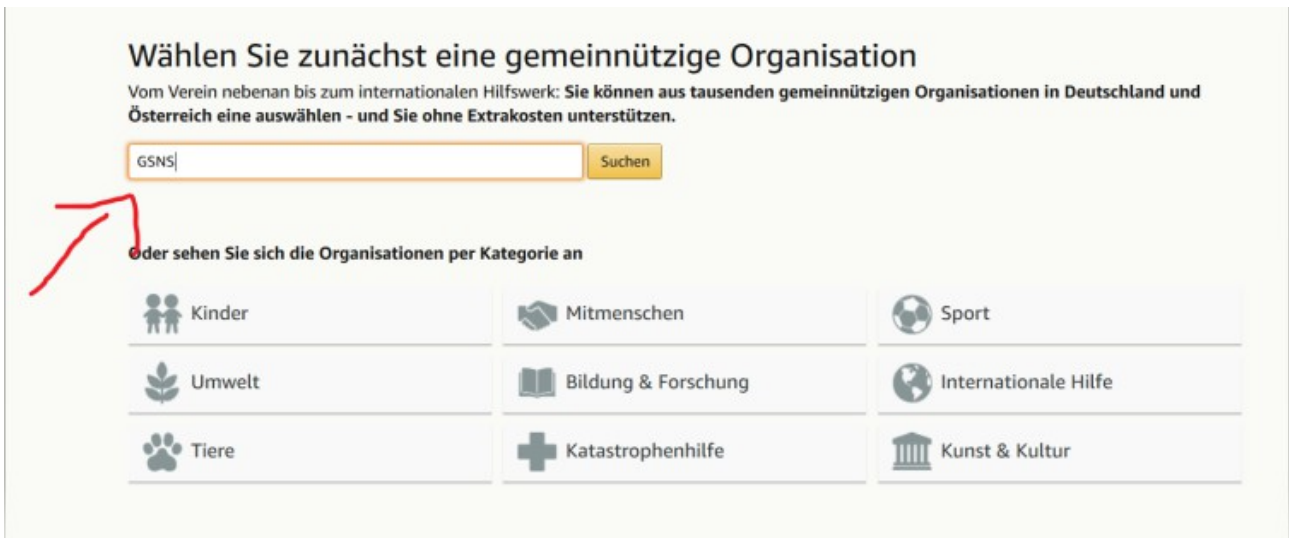 Wählen Sie zunächst eine gemeinnützige Organisation
Vom Verein nebenan bis zum internationalen Hilfswerk: Sie können aus tausenden gemeinnützigen Organisationen in Deutschland und
Österreich eine auswählen - und Sie ohne Extrakosten unterstützen.
GSNS
Suchen
Oder sehen Sie sich die Organisationen per Kategorie an
Kinder
Mitmenschen
Sport
Umwelt
Bildung & Forschung
Internationale Hilfe
Tiere
Katastrophenhilfe
Kunst & Kultur